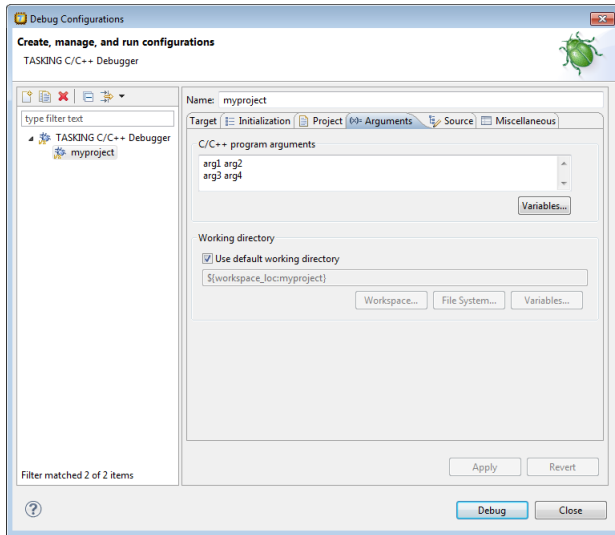 Debug Configurations
Create, manage, and run configurations
TASKING C/C++ Debugger
type filter text
TASKING C/C++ Debugger
myproject
Filter matched 2 of 2 items
Name: myproject
Target Initialization Project (x)= Arguments Source Miscellaneous
C/C++ program arguments
arg1 arg2
arg3 arg4
Variables...
Working directory
Use default working directory
${workspace_loc:myproject}
Workspace... File System... Variables...
Apply Revert
? Debug Close